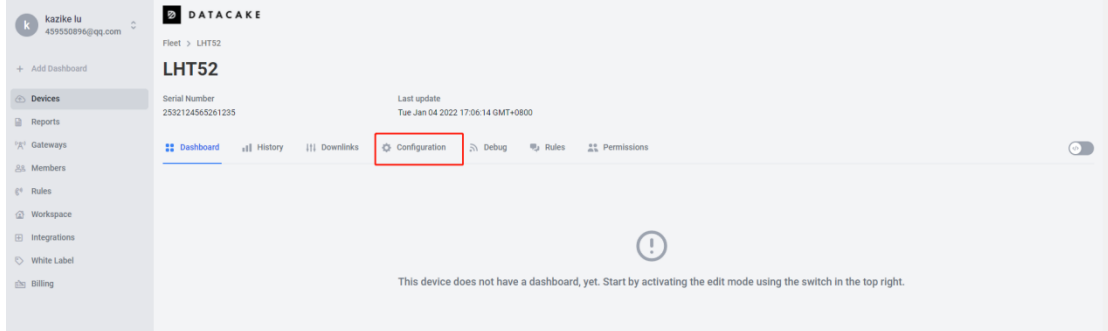 k
kazike lu
459550896@qq.com
DATACAKE
Fleet > LHT52
+ Add Dashboard
LHT52
Devices
Serial Number
Last update
2532124565261235
Tue Jan 04 2022 17:06:14 GMT+0800
Reports
Gateways
Dashboard
History
Downlinks
Configuration
Debug
Rules
Permissions
Members
Rules
Workspace
Integrations
White Label
Billing
This device does not have a dashboard, yet. Start by activating the edit mode using the switch in the top right.